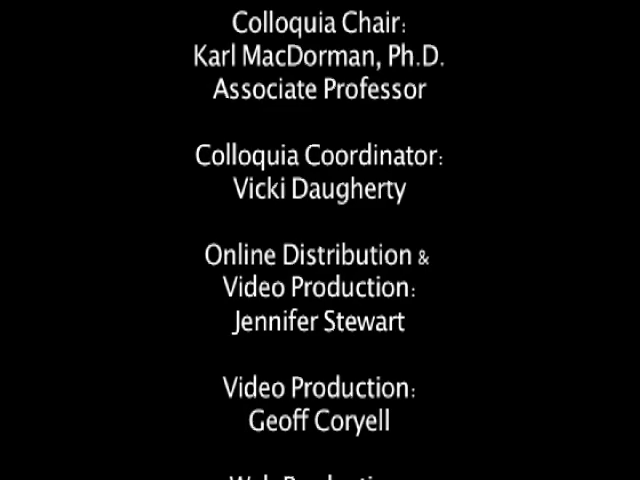 Colloquia Chair:
Karl MacDorman, Ph.D.
Associate Professor
Colloquia Coordinator:
Vicki Daugherty
Online Distribution &
Video Production:
Jennifer Stewart
Video Production:
Geoff Coryell